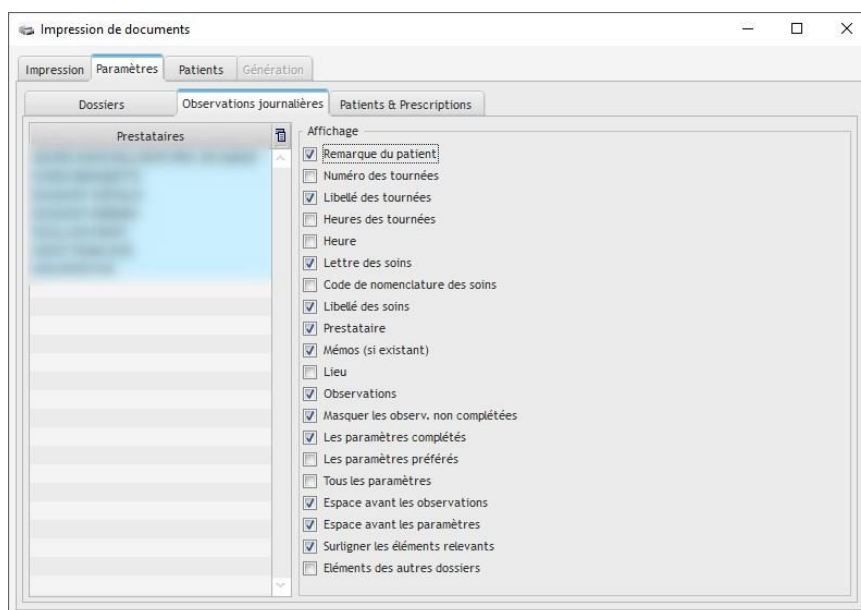 Impression de documents
Impression Paramètres Patients Génération
Dossiers Observations journalières Patients & Prescriptions
Prestataires
Affichage
Remarque du patient
Numéro des tournées
Libellé des tournées
Heures des tournées
Heure
Lettre des soins
Code de nomenclature des soins
Libellé des soins
Prestataire
Mémos (si existant)
Lieu
Observations
Masquer les observ. non complétées
Les paramètres complétés
Les paramètres préférés
Tous les paramètres
Espace avant les observations
Espace avant les paramètres
Surligner les éléments relevants
Eléments des autres dossiers